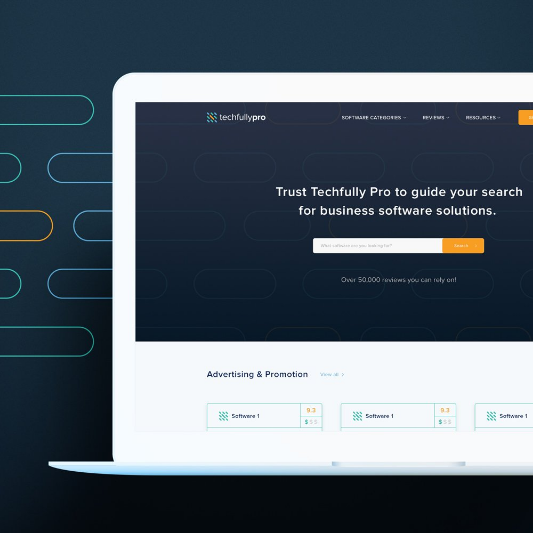 techfullypro
SOFTWARE CATEGORIES
REVIEWS
RESOURCES
Trust Techfully Pro to guide your search
for business software solutions.
What software are you looking for?
Search
Over 50,000 reviews you can rely on!
Advertising & Promotion
View all
Software 1
9.3
$$$
Software 1
9.3
$$$
Software 1